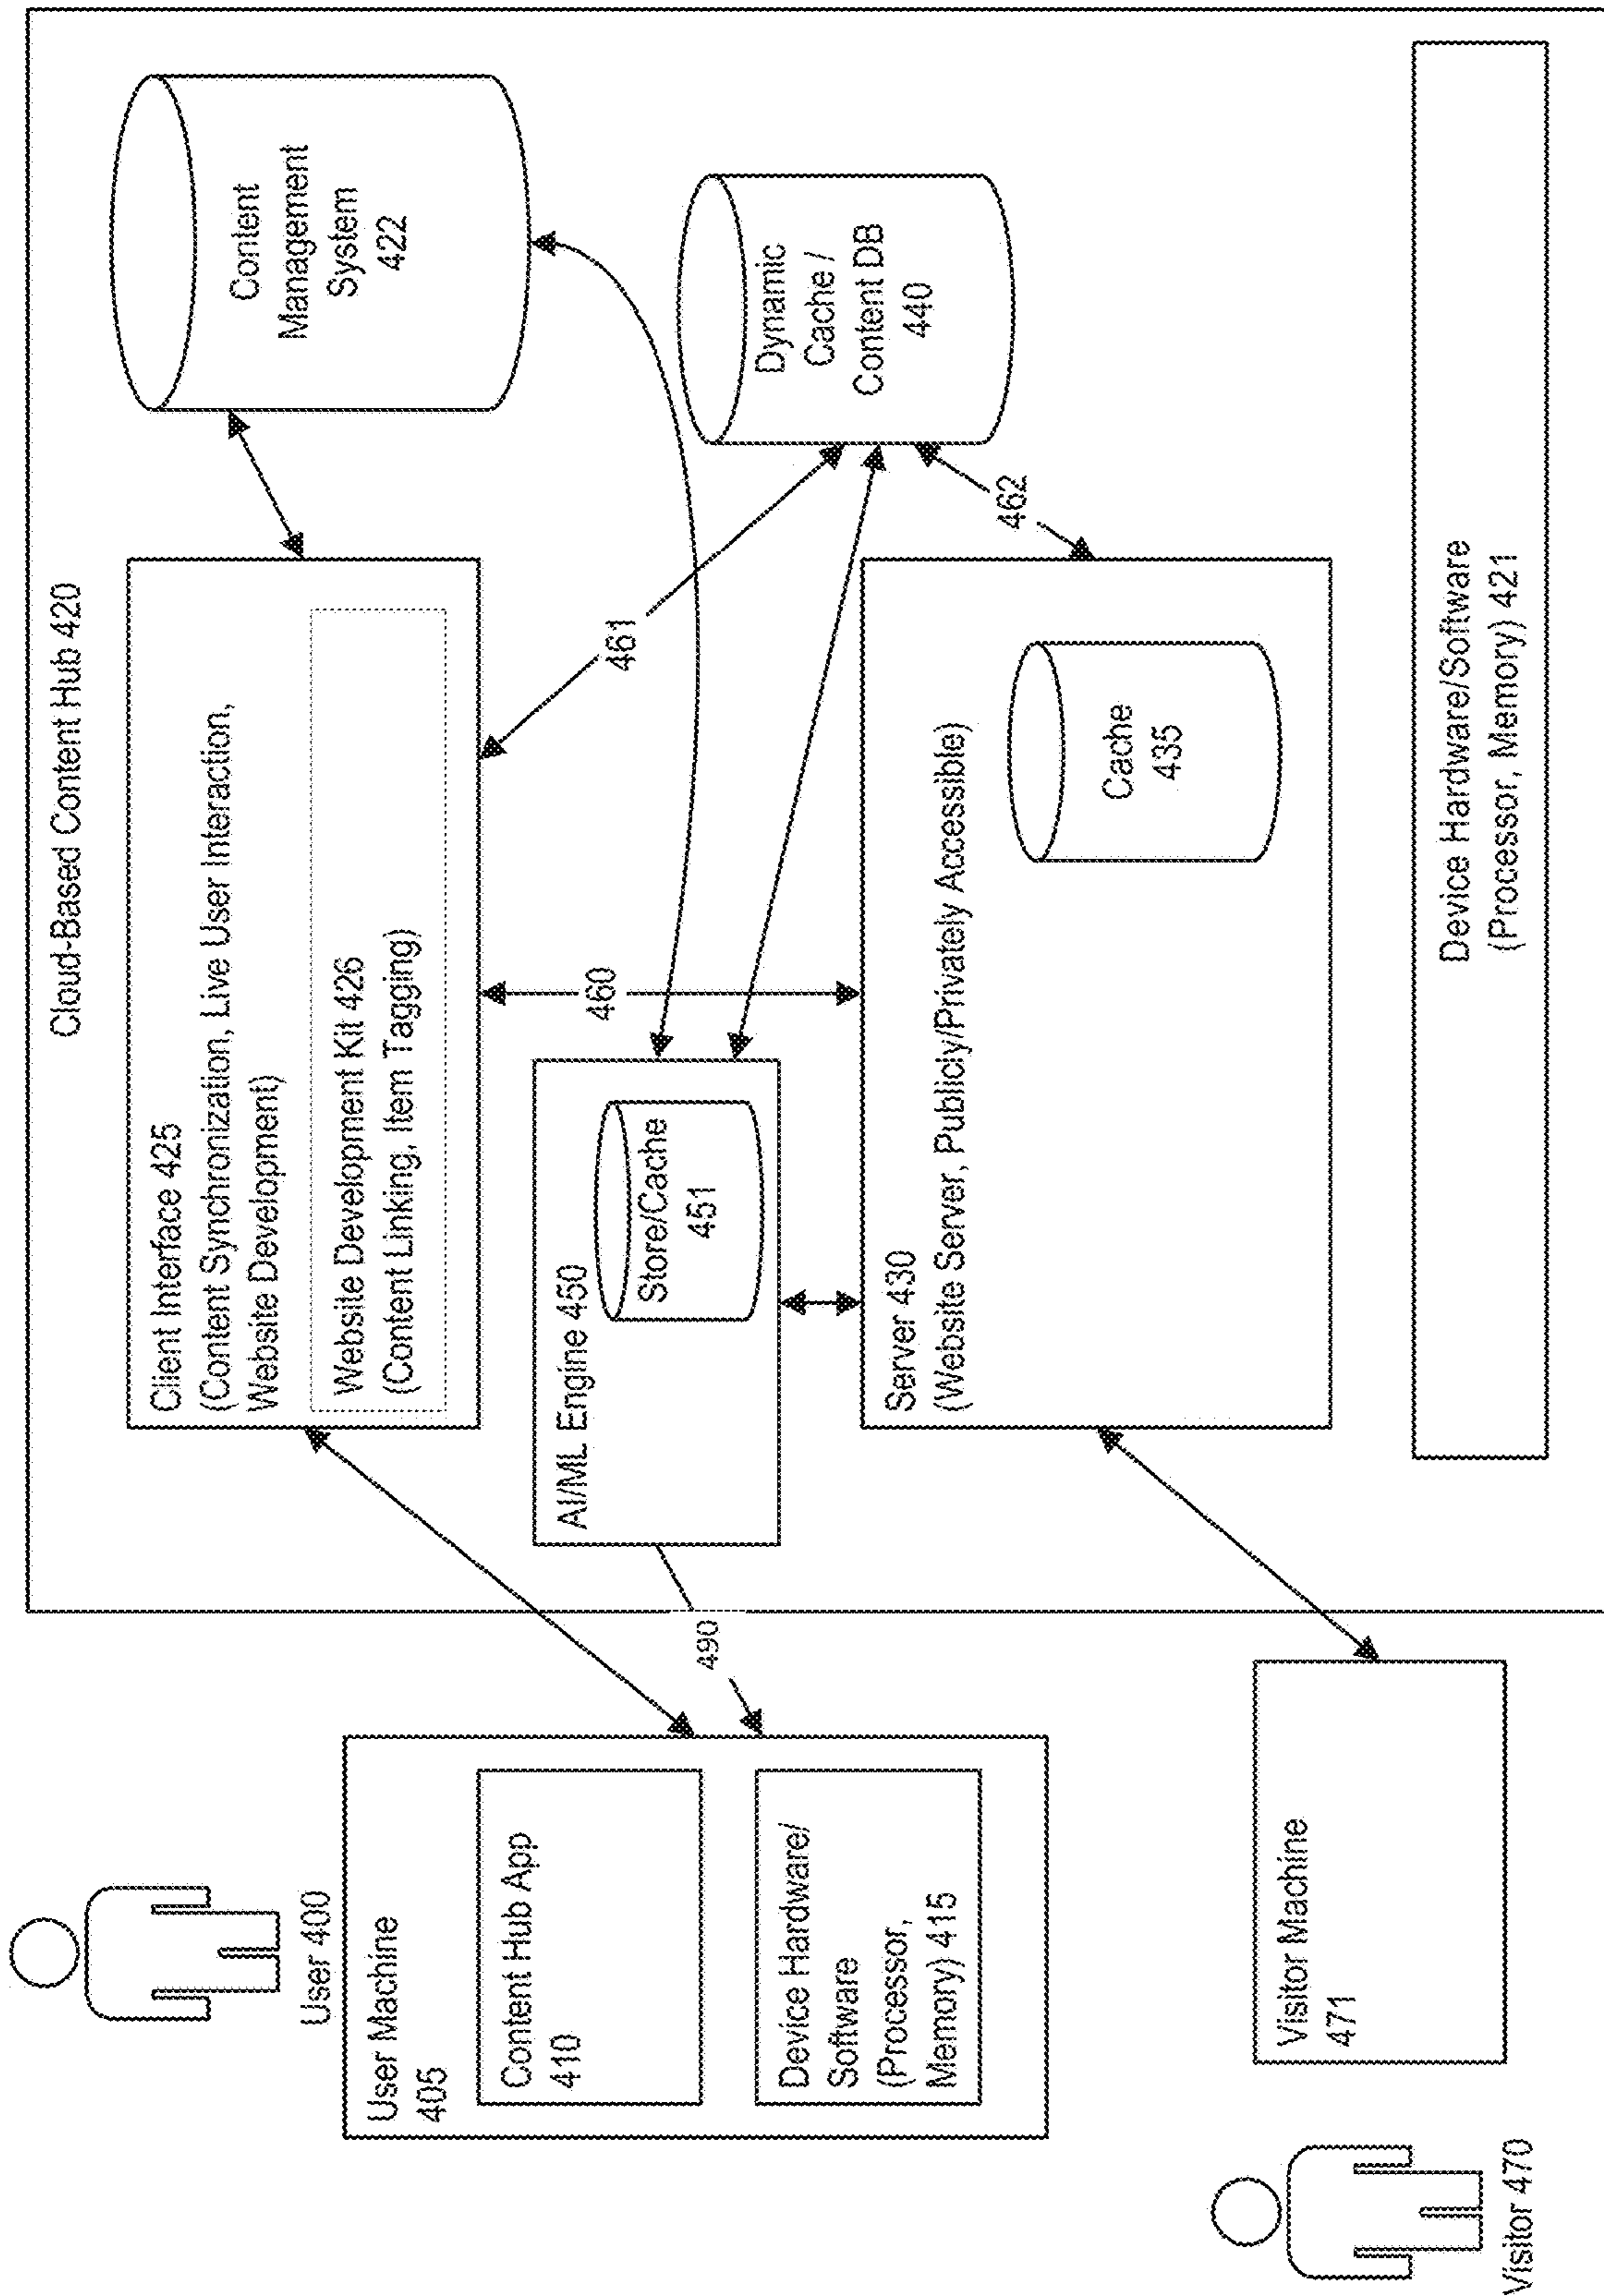 Cloud-Based Content Hub 420
User 400
User Machine
405
Content Hub App
410
Device Hardware/
Software
(Processor,
Memory) 415
Client Interface 425
(Content Synchronization, Live User Interaction,
Website Development)
Website Development Kit 426
(Content Linking, Item Tagging)
Content
Management
System
422
AI/ML Engine 450
Store/Cache
451
460
461
462
490
Dynamic
Cache /
Content DB
440
Server 430
(Website Server, Publicly/Privately Accessible)
Cache
435
Visitor 470
Visitor Machine
471
Device Hardware/Software
(Processor, Memory) 421